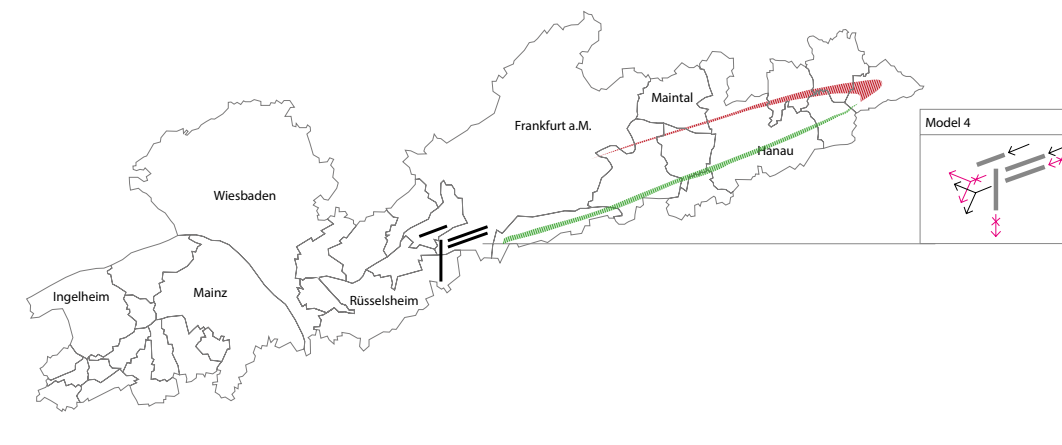 Maintal
Frankfurt a.M.
Model 4
Hanau
Wiesbaden
Ingelheim
Mainz
Rüsselsheim